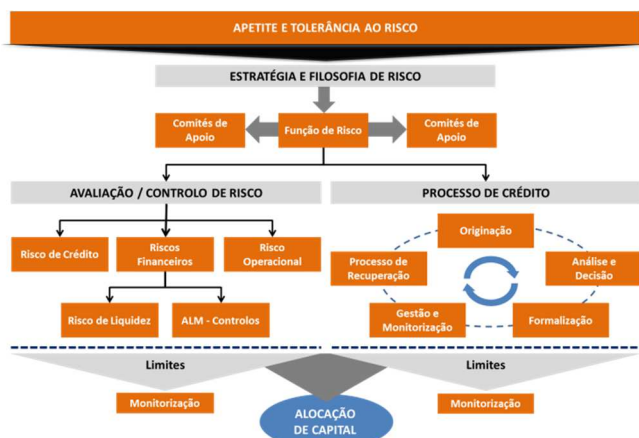 APETITE E TOLERÂNCIA AO RISCO
ESTRATÉGIA E FILOSOFIA DE RISCO
Comités de
Apoio
Função de Risco
Comités de
Apoio
AVALIAÇÃO / CONTROLO DE RISCO
PROCESSO DE CRÉDITO
Risco de Crédito
Riscos
Financeiros
Risco
Operacional
Risco de Liquidez
ALM - Controlos
Originação
Processo de
Recuperação
Análise e
Decisão
Gestão e
Monitorização
Formalização
Limites
Limites
Monitorização
Monitorização
ALOCAÇÃO
DE CAPITAL